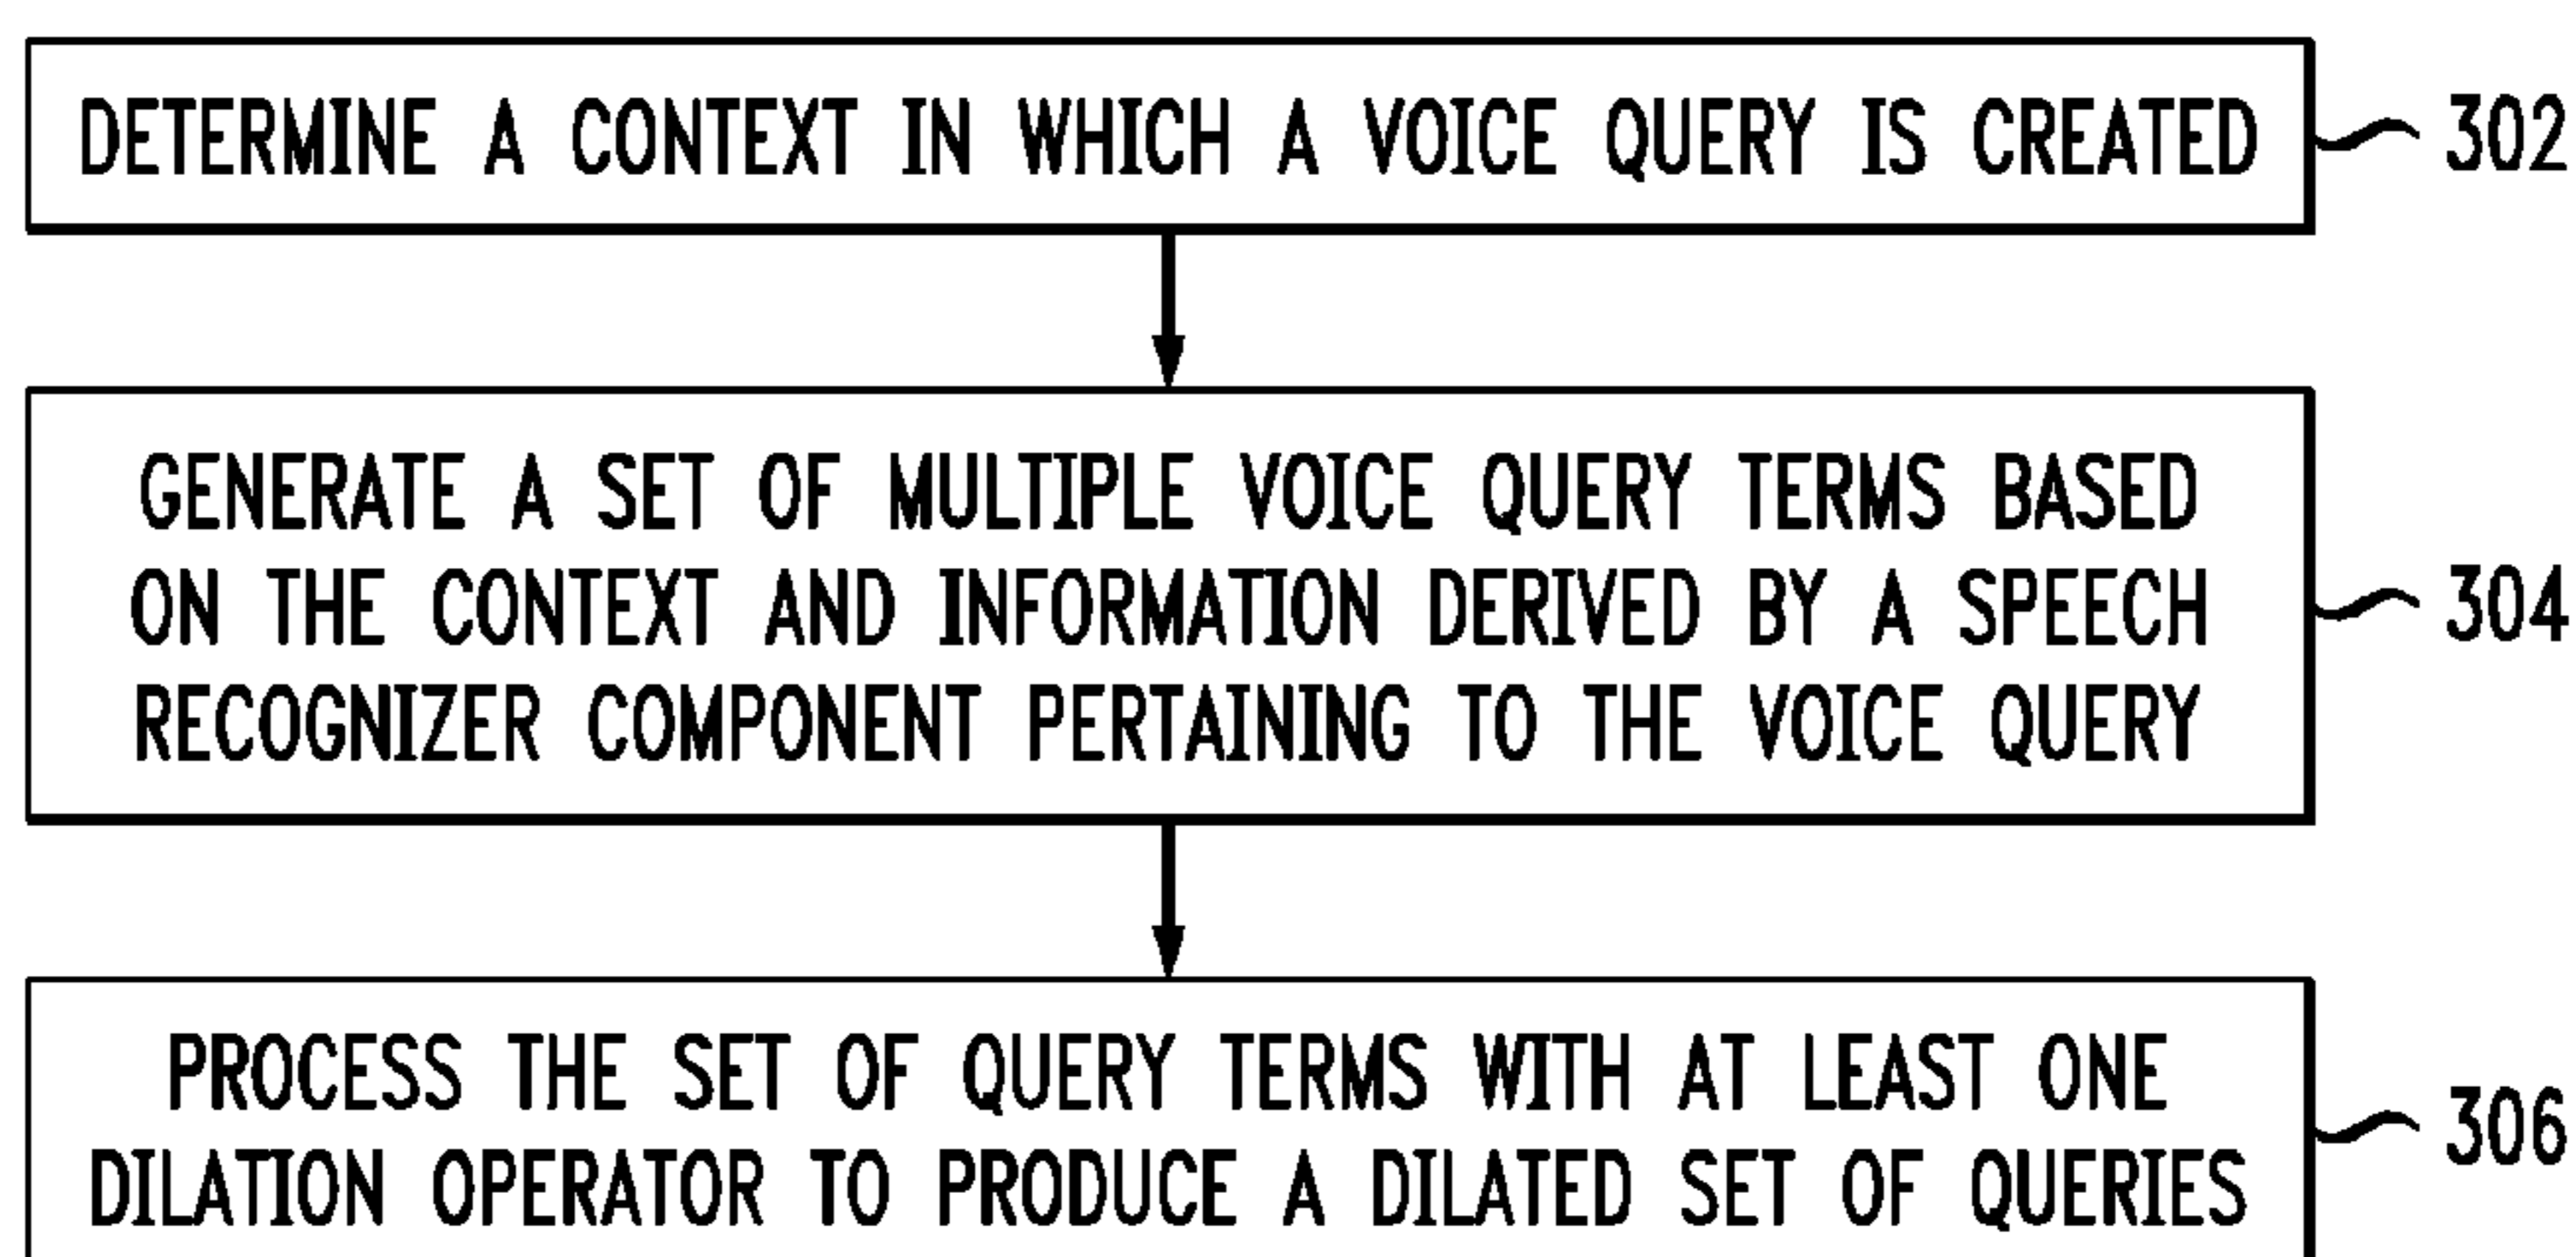 DETERMINE A CONTEXT IN WHICH A VOICE QUERY IS CREATED
302
GENERATE A SET OF MULTIPLE VOICE QUERY TERMS BASED
ON THE CONTEXT AND INFORMATION DERIVED BY A SPEECH
RECOGNIZER COMPONENT PERTAINING TO THE VOICE QUERY
304
PROCESS THE SET OF QUERY TERMS WITH AT LEAST ONE
DILATION OPERATOR TO PRODUCE A DILATED SET OF QUERIES
306